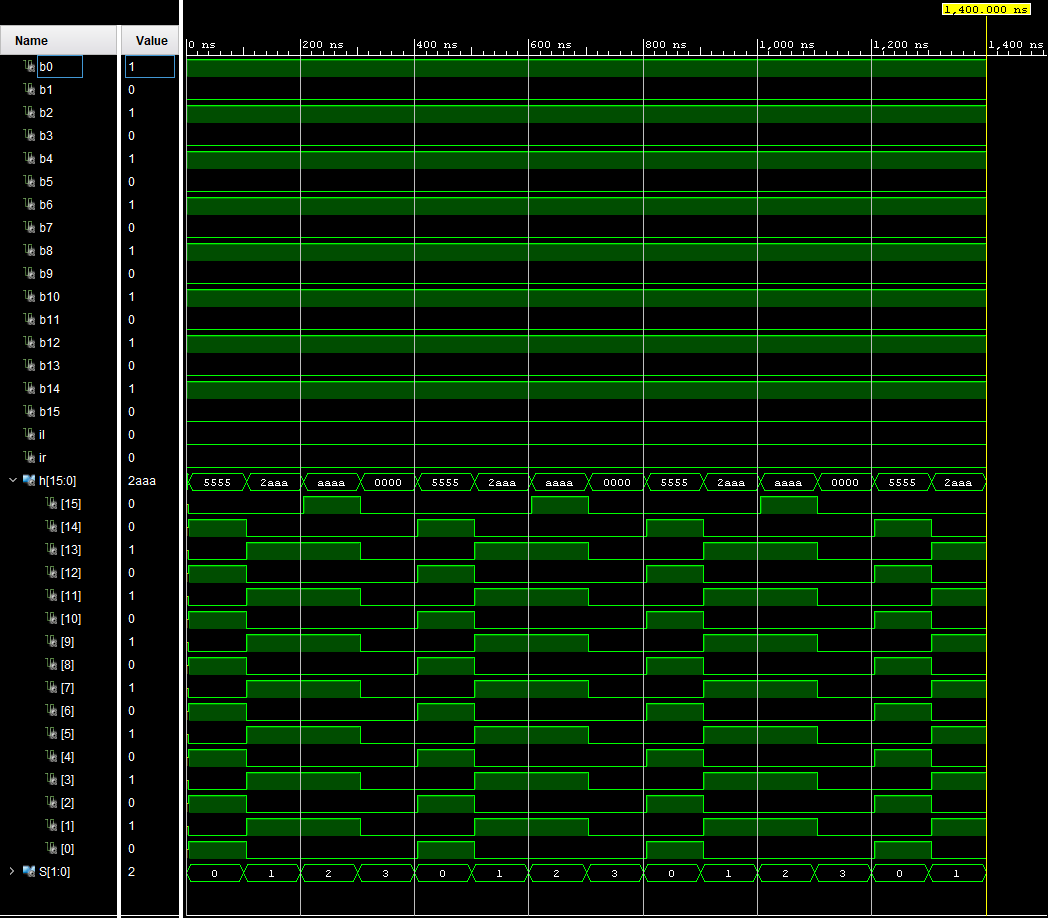 1,400.000 ns
Name Value
0 ns 200 ns 400 ns 600 ns 800 ns 1,000 ns 1,200 ns 1,400 ns
b0 1
b1 0
b2 1
b3 0
b4 1
b5 0
b6 1
b7 0
b8 1
b9 0
b10 1
b11 0
b12 1
b13 0
b14 1
b15 0
il 0
ir 0
h[15:0] 2aaa 5555 2aaa aaaa 0000 5555 2aaa aaaa 0000 5555 2aaa aaaa 0000 5555 2aaa
[15] 0
[14] 0
[13] 1
[12] 0
[11] 1
[10] 0
[9] 1
[8] 0
[7] 1
[6] 0
[5] 1
[4] 0
[3] 1
[2] 0
[1] 1
[0] 0
S[1:0] 2 0 1 2 3 0 1 2 3 0 1 2 3 0 1